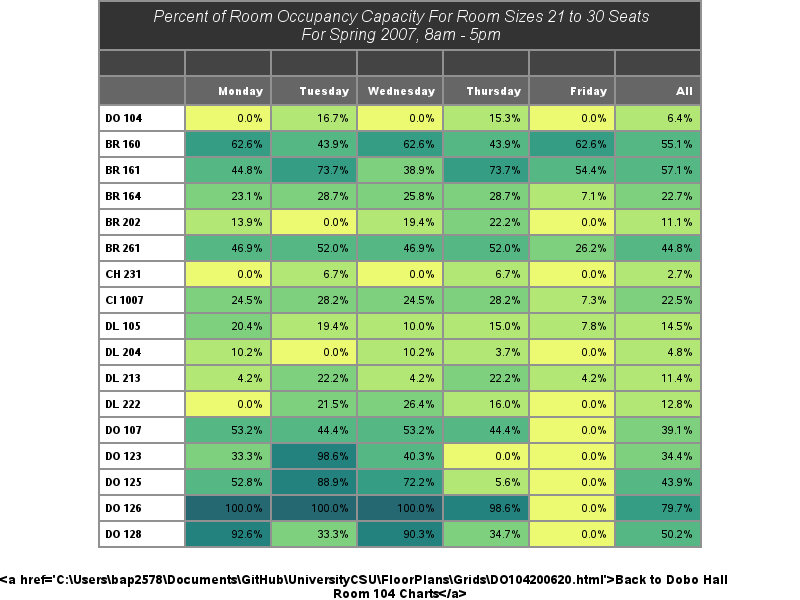 Percent of Room Occupancy Capacity For Room Sizes 21 to 30 Seats
For Spring 2007, 8am - 5pm
Monday Tuesday Wednesday Thursday Friday All
DO 104 0.0% 16.7% 0.0% 15.3% 0.0% 6.4%
BR 160 62.6% 43.9% 62.6% 43.9% 62.6% 55.1%
BR 161 44.8% 73.7% 38.9% 73.7% 54.4% 57.1%
BR 164 23.1% 28.7% 25.8% 28.7% 7.1% 22.7%
BR 202 13.9% 0.0% 19.4% 22.2% 0.0% 11.1%
BR 261 46.9% 52.0% 46.9% 52.0% 26.2% 44.8%
CH 231 0.0% 6.7% 0.0% 6.7% 0.0% 2.7%
CI 1007 24.5% 28.2% 24.5% 28.2% 7.3% 22.5%
DL 105 20.4% 19.4% 10.0% 15.0% 7.8% 14.5%
DL 204 10.2% 0.0% 10.2% 3.7% 0.0% 4.8%
DL 213 4.2% 22.2% 4.2% 22.2% 4.2% 11.4%
DL 222 0.0% 21.5% 26.4% 16.0% 0.0% 12.8%
DO 107 53.2% 44.4% 53.2% 44.4% 0.0% 39.1%
DO 123 33.3% 98.6% 40.3% 0.0% 0.0% 34.4%
DO 125 52.8% 88.9% 72.2% 5.6% 0.0% 43.9%
DO 126 100.0% 100.0% 100.0% 98.6% 0.0% 79.7%
DO 128 92.6% 33.3% 90.3% 34.7% 0.0% 50.2%
<a href='C:\Users\bap2578\Documents\GitHub\UniversityCSU\FloorPlans\Grids\DO104200620.html'>Back to Dobo Hall
Room 104 Charts</a>